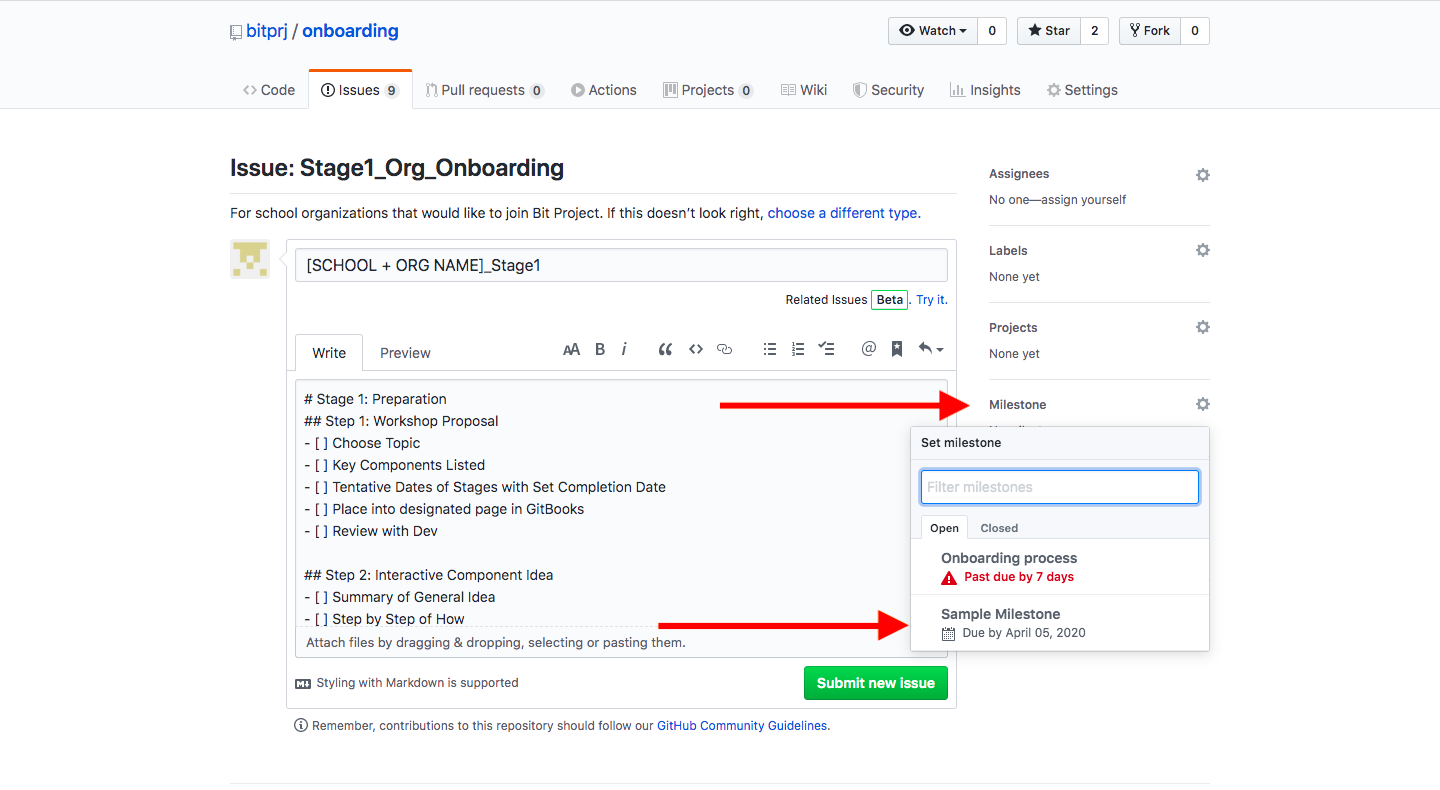 bitprj / onboarding
Watch 0 Star 2 Fork 0
Code Issues 9 Pull requests 0 Actions Projects 0 Wiki Security Insights Settings
Issue: Stage1_Org_Onboarding
For school organizations that would like to join Bit Project. If this doesn’t look right, choose a different type.
[SCHOOL + ORG NAME]_Stage1
Related Issues Beta. Try it.
Write Preview AA B i @
# Stage 1: Preparation
## Step 1: Workshop Proposal
- [ ] Choose Topic
- [ ] Key Components Listed
- [ ] Tentative Dates of Stages with Set Completion Date
- [ ] Place into designated page in GitBooks
- [ ] Review with Dev
## Step 2: Interactive Component Idea
- [ ] Summary of General Idea
- [ ] Step by Step of How
Attach files by dragging & dropping, selecting or pasting them.
Styling with Markdown is supported
Submit new issue
Remember, contributions to this repository should follow our GitHub Community Guidelines.
Assignees
No one—assign yourself
Labels
None yet
Projects
None yet
Milestone
Set milestone
Filter milestones
Open Closed
Onboarding process
Past due by 7 days
Sample Milestone
Due by April 05, 2020